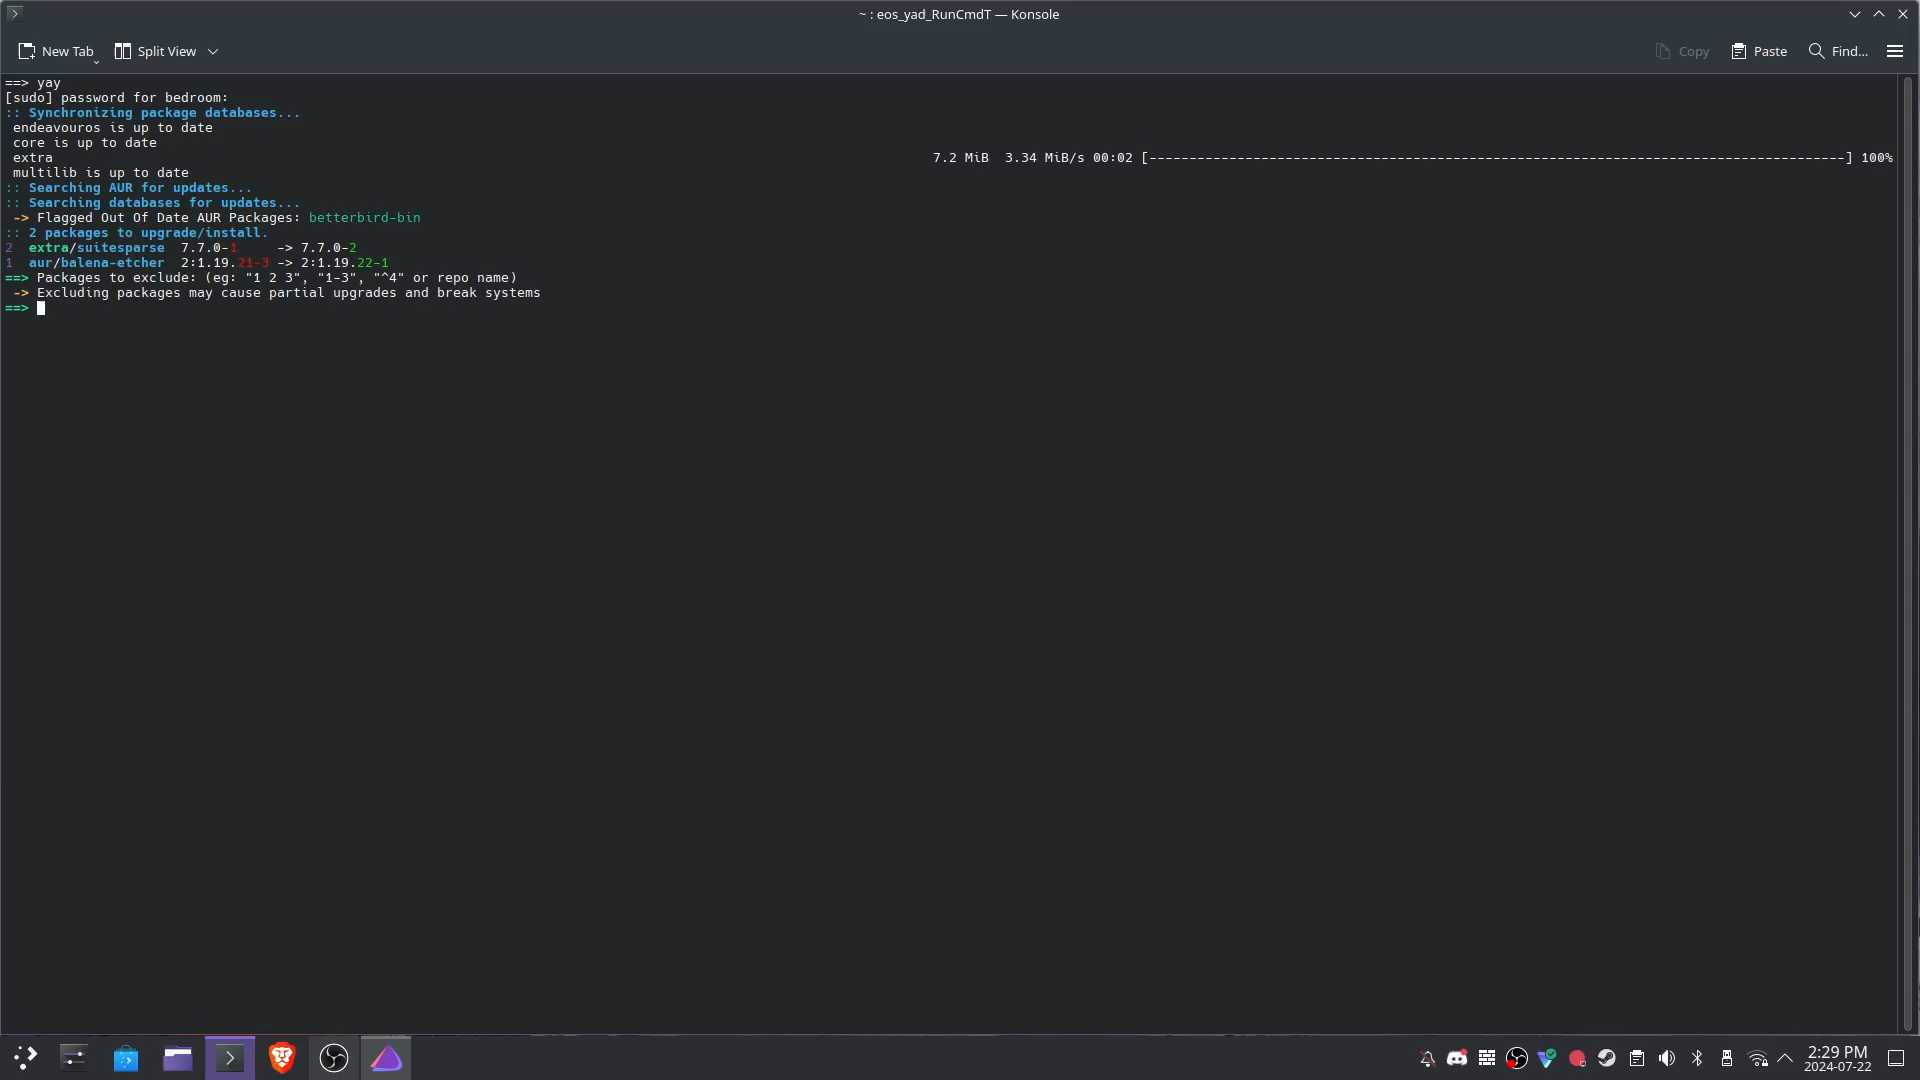 ~ : eos_yad_RunCmdT — Konsole
New Tab
Split View
Copy
Paste
Find...
==> yay
[sudo] password for bedroom:
:: Synchronizing package databases...
endeavouros is up to date
core is up to date
extra 7.2 MiB 3.34 MiB/s 00:02 [----------------------------------------------------------------------------------------] 100%
multilib is up to date
:: Searching AUR for updates...
:: Searching databases for updates...
-> Flagged Out Of Date AUR Packages: betterbird-bin
:: 2 packages to upgrade/install.
2 extra/suitesparse 7.7.0-1 -> 7.7.0-2
1 aur/balena-etcher 2:1.19.21-3 -> 2:1.19.22-1
==> Packages to exclude: (eg: "1 2 3", "1-3", "^4" or repo name)
-> Excluding packages may cause partial upgrades and break systems
==>
2:29 PM
2024-07-22